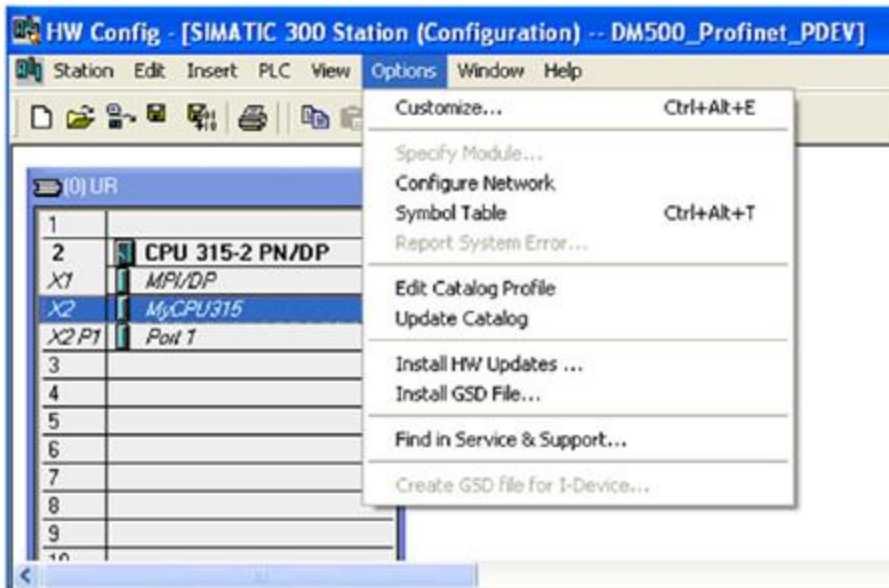 HW Config - [SIMATIC 300 Station (Configuration) -- DM500_Profinet_PDEV]
Station Edit Insert PLC View Options Window Help
Customize... Ctrl+Alt+E
Specify Module...
Configure Network
Symbol Table Ctrl+Alt+T
Report System Error...
Edit Catalog Profile
Update Catalog
Install HW Updates ...
Install GSD File...
Find in Service & Support...
Create GSD file for I-Device...
(0) UR
1
2 CPU 315-2 PN/DP
X1 MPI/DP
X2 MyCPU315
X2 P1 Port 1
3
4
5
6
7
8
9
10